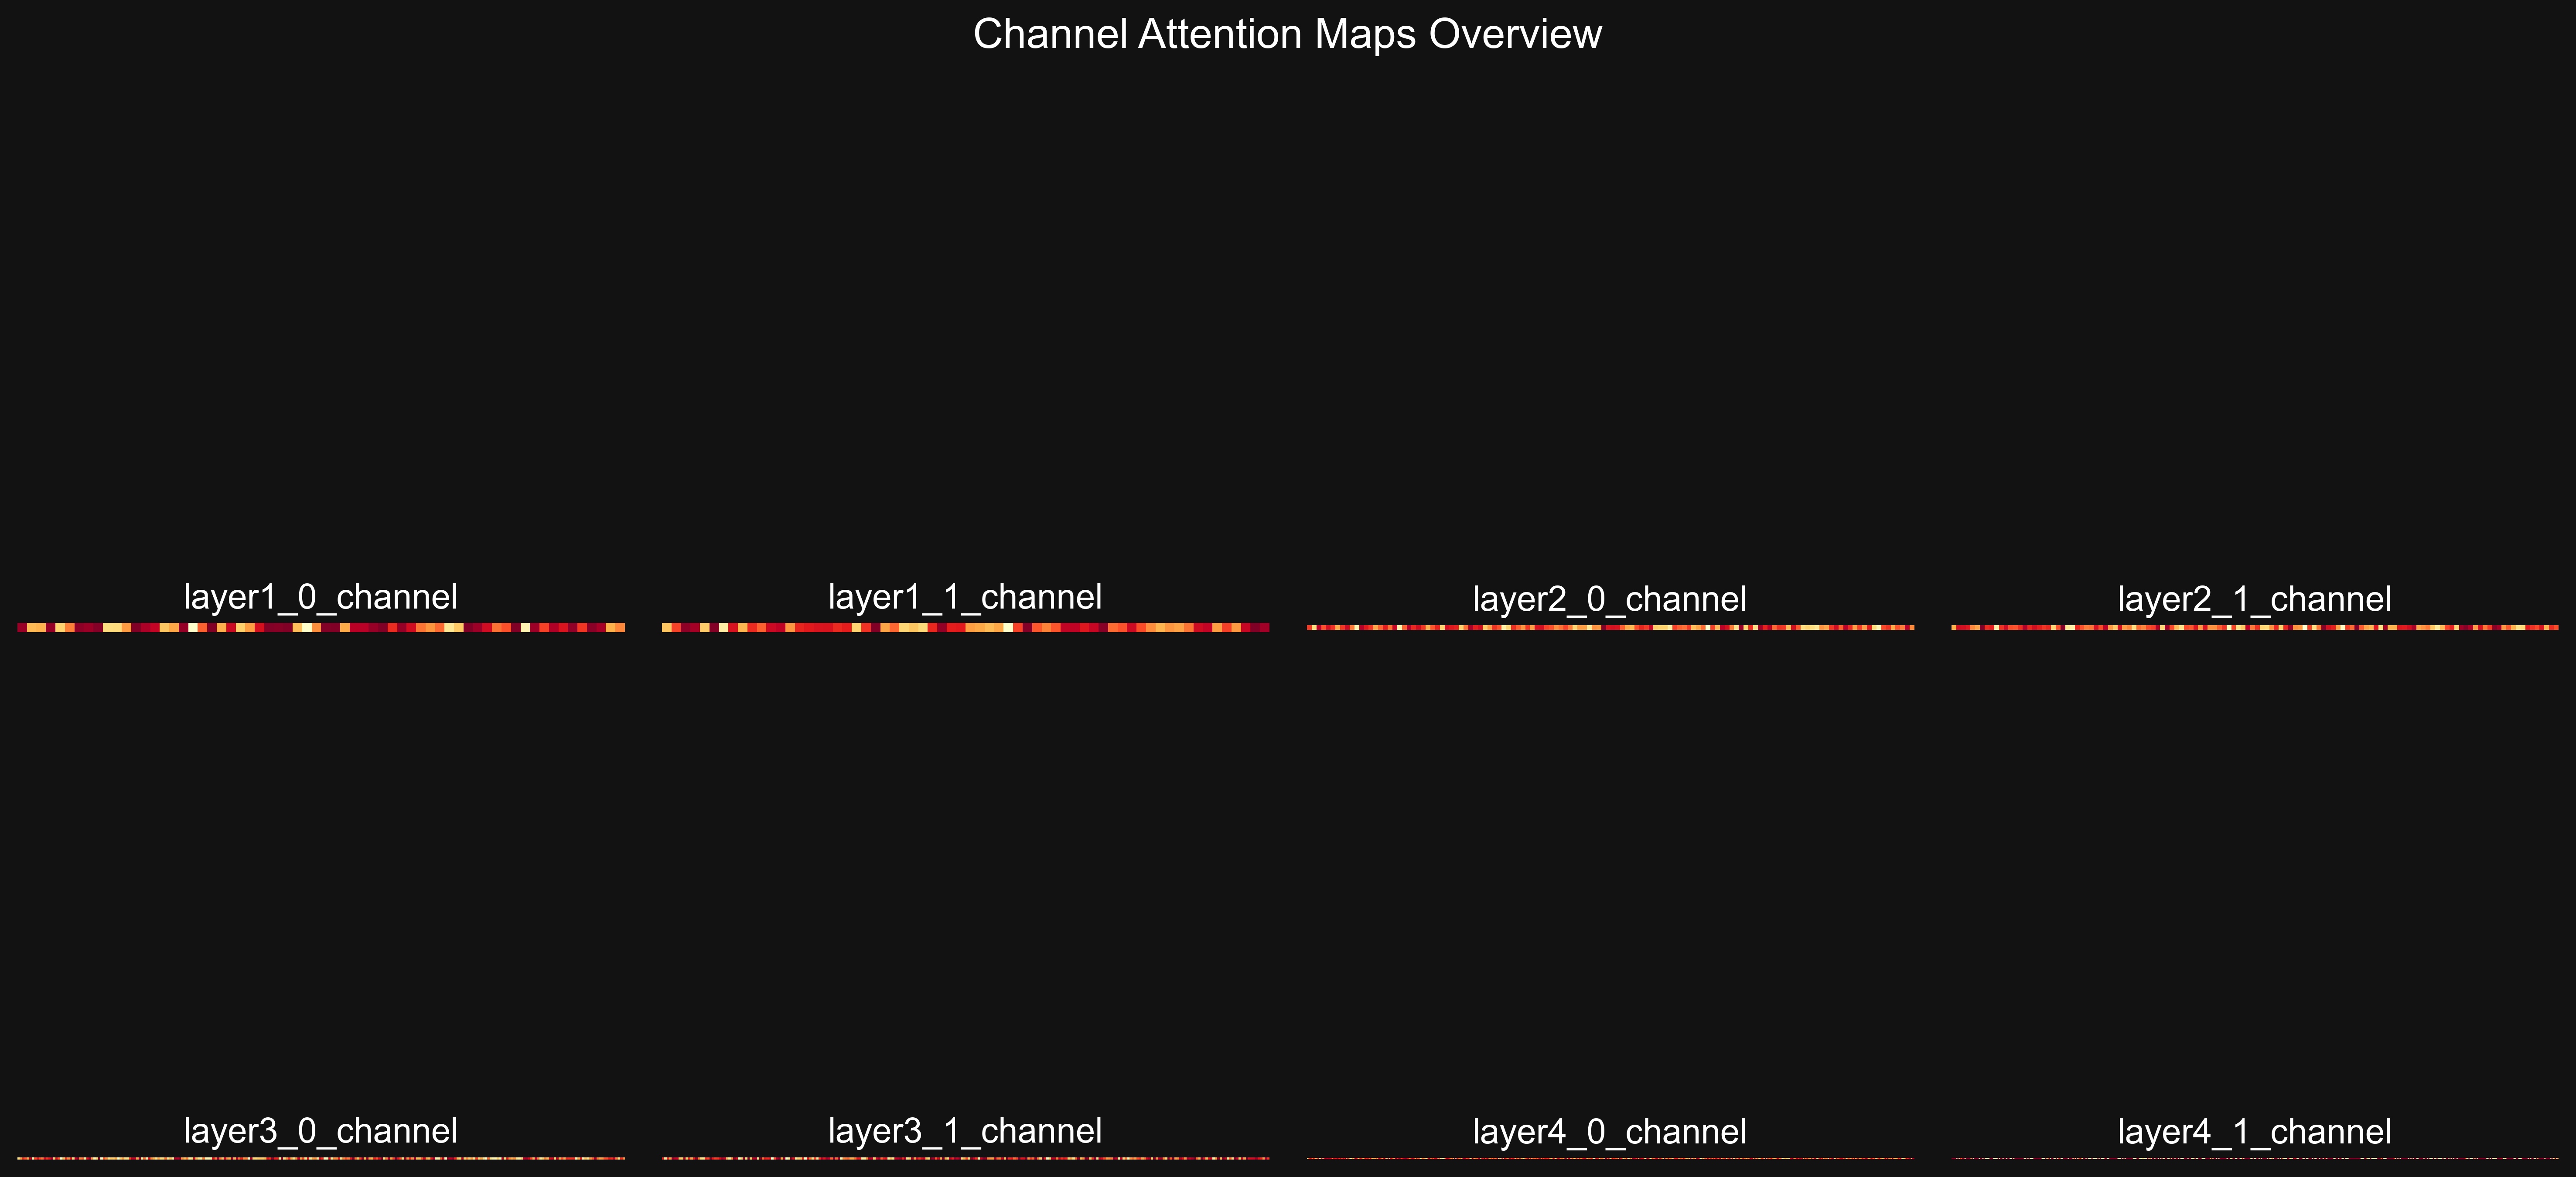 Channel Attention Maps Overview
layer1_0_channel
layer1_1_channel
layer2_0_channel
layer2_1_channel
layer3_0_channel
layer3_1_channel
layer4_0_channel
layer4_1_channel